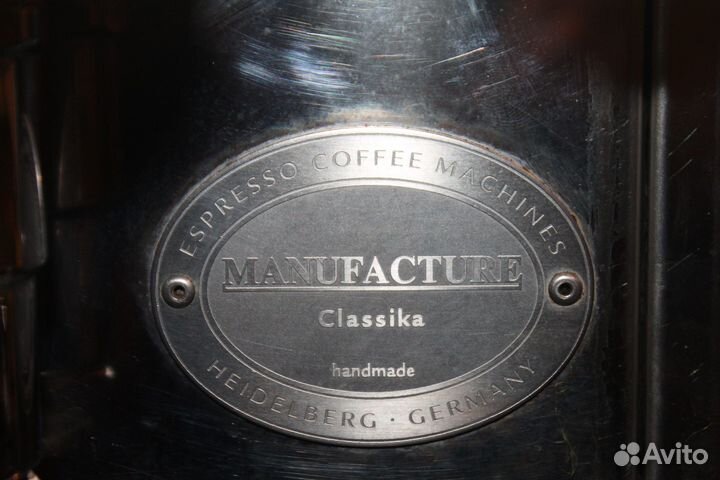 ESPRESSO COFFEE MACHINES
MANUFACTURE
Classika
handmade
HEIDELBERG · GERMANY
Avito